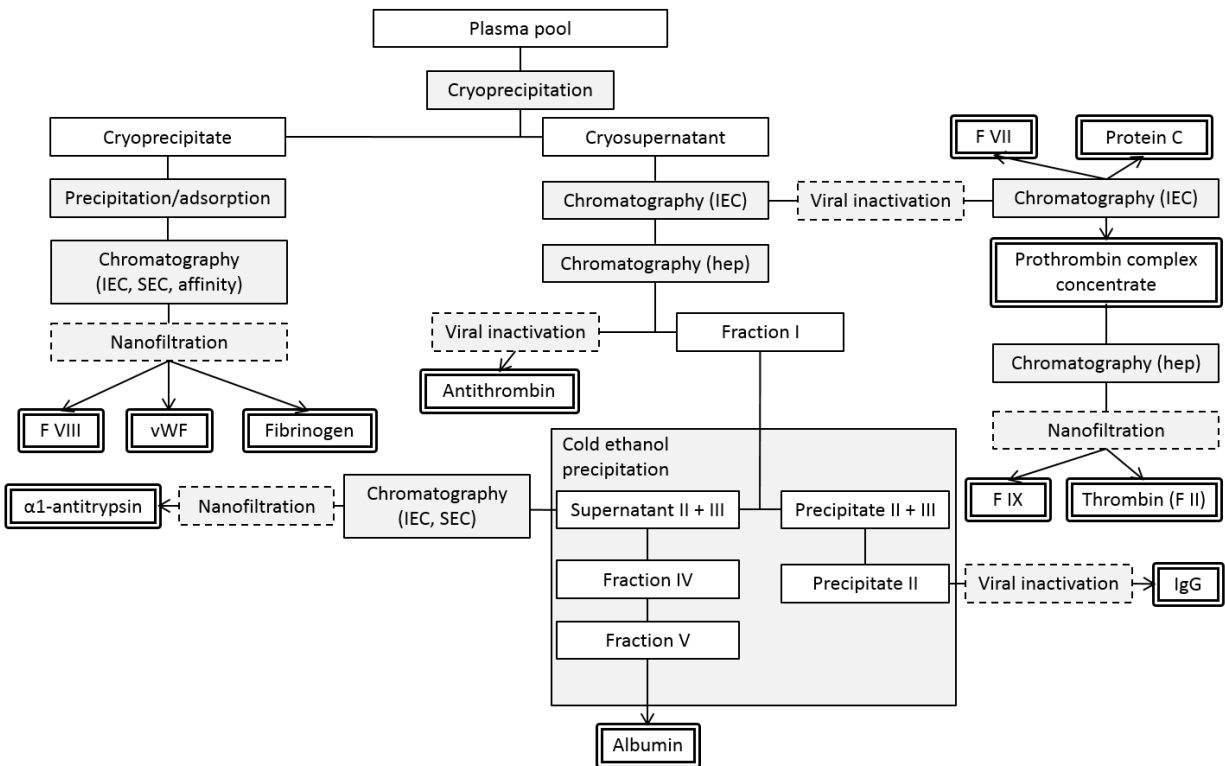 Plasma pool
Cryoprecipitation
Cryoprecipitate
Cryosupernatant
F VII
Protein C
Precipitation/adsorption
Chromatography (IEC)
Viral inactivation
Chromatography (IEC)
Chromatography
(IEC, SEC, affinity)
Chromatography (hep)
Prothrombin complex
concentrate
Nanofiltration
Viral inactivation
Fraction I
Chromatography (hep)
Antithrombin
F VIII
vWF
Fibrinogen
Nanofiltration
Cold ethanol
precipitation
α1-antitrypsin
Nanofiltration
Chromatography
(IEC, SEC)
Supernatant II + III
Precipitate II + III
F IX
Thrombin (F II)
Fraction IV
Precipitate II
Viral inactivation
IgG
Fraction V
Albumin